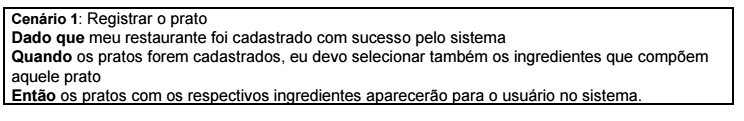 Cenário 1: Registrar o prato
Dado que meu restaurante foi cadastrado com sucesso pelo sistema
Quando os pratos forem cadastrados, eu devo selecionar também os ingredientes que compõem
aquele prato
Então os pratos com os respectivos ingredientes aparecerão para o usuário no sistema.